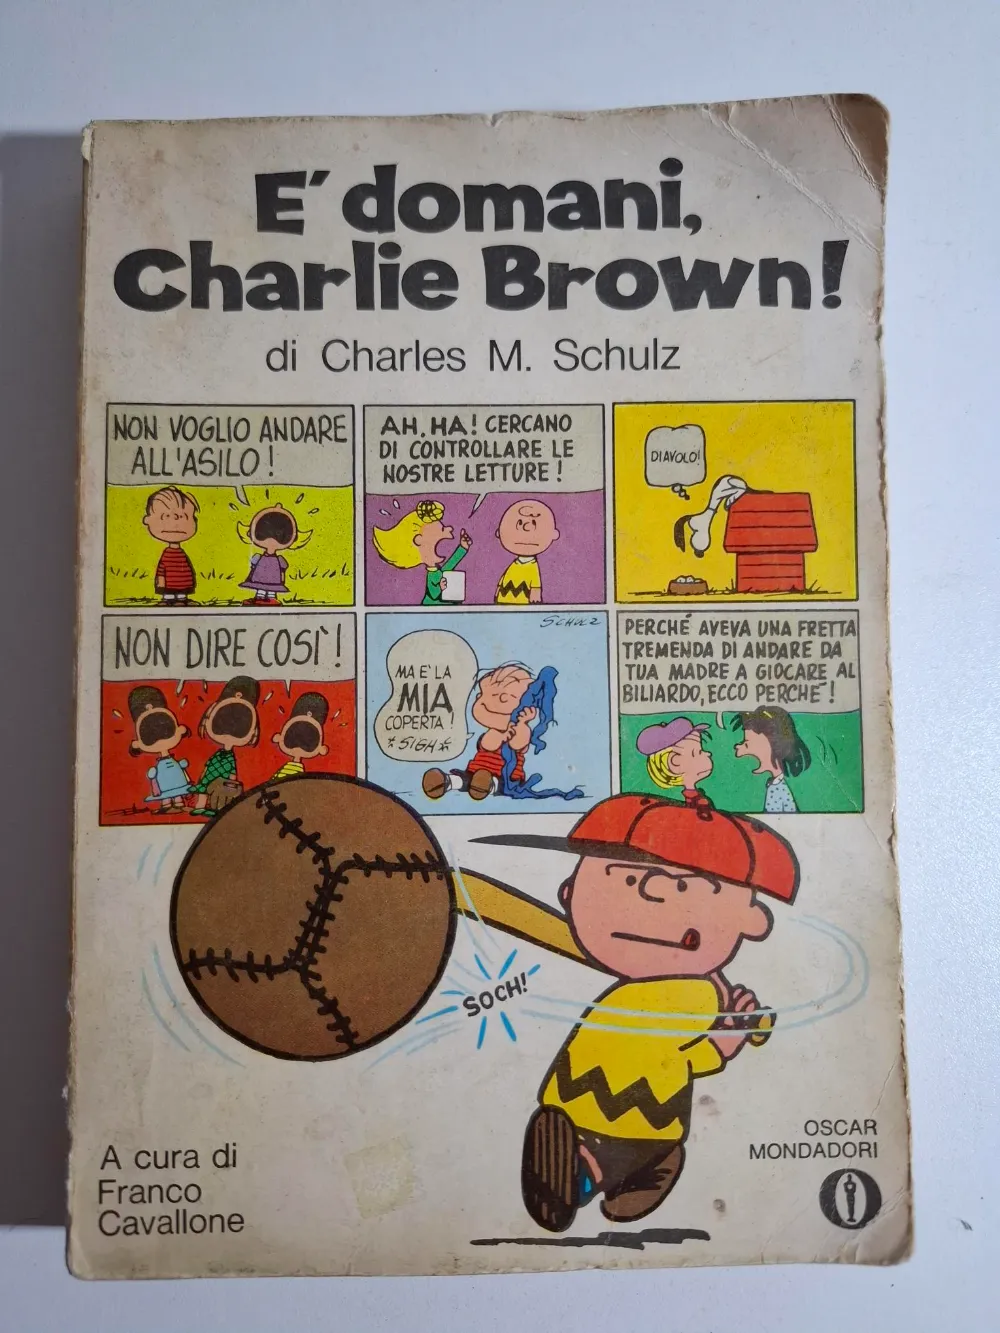 E' domani,
Charlie Brown!
di Charles M. Schulz
NON VOGLIO ANDARE
ALL'ASILO!
AH, HA! CERCANO
DI CONTROLLARE LE
NOSTRE LETTURE!
DIAVOLO!
NON DIRE COSÌ!
SCHULZ
MA E' LA
MIA
COPERTA!
*SIGH*
PERCHÉ AVEVA UNA FRETTA
TREMENDA DI ANDARE DA
TUA MADRE A GIOCARE AL
BILIARDO, ECCO PERCHÉ!
SOCH!
A cura di
Franco
Cavallone
OSCAR
MONDADORI